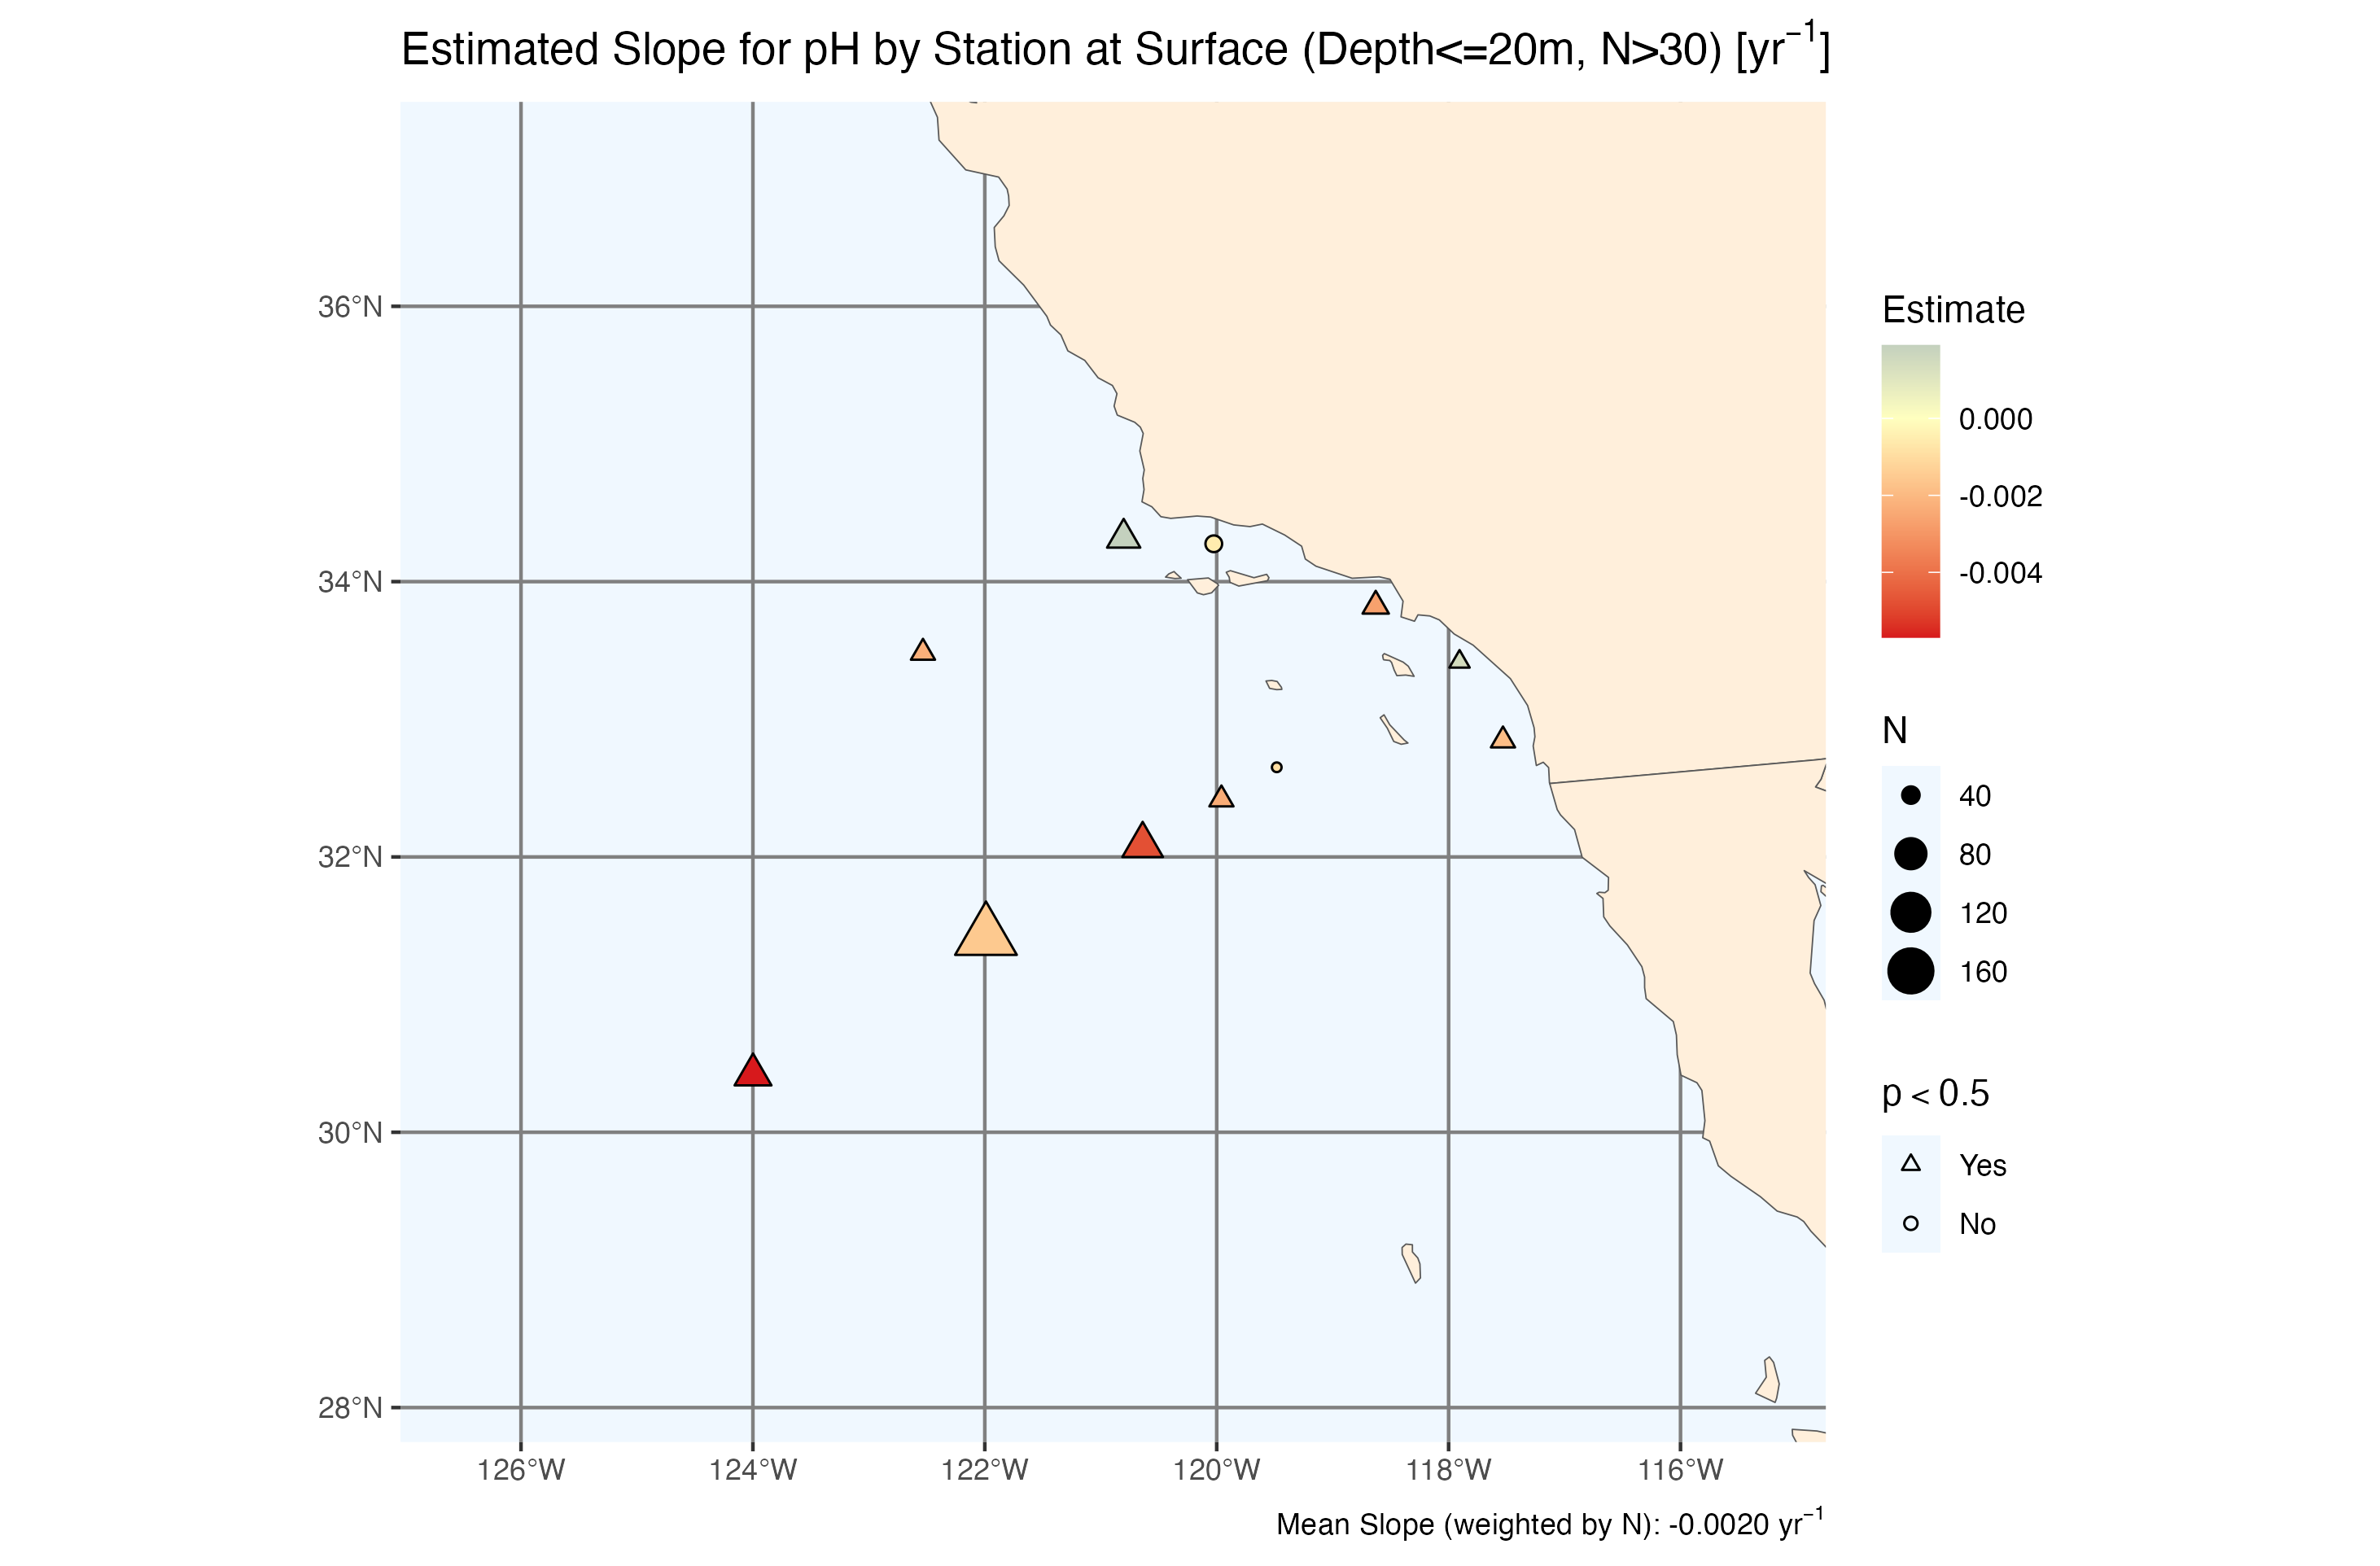 Estimated Slope for pH by Station at Surface (Depth<=20m, N>30) [yr⁻¹]
36°N
34°N
32°N
30°N
28°N
126°W
124°W
122°W
120°W
118°W
116°W
Mean Slope (weighted by N): -0.0020 yr⁻¹
Estimate
0.000
-0.002
-0.004
N
40
80
120
160
p < 0.5
Yes
No